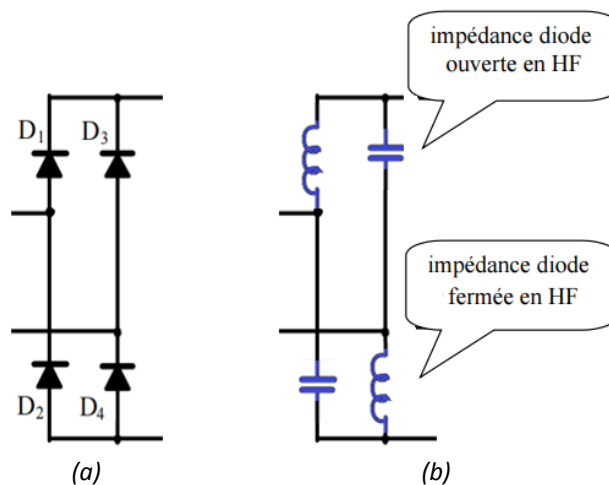 impédance diode
ouverte en HF
D1
D3
impédance diode
fermée en HF
D2
D4
(a)
(b)